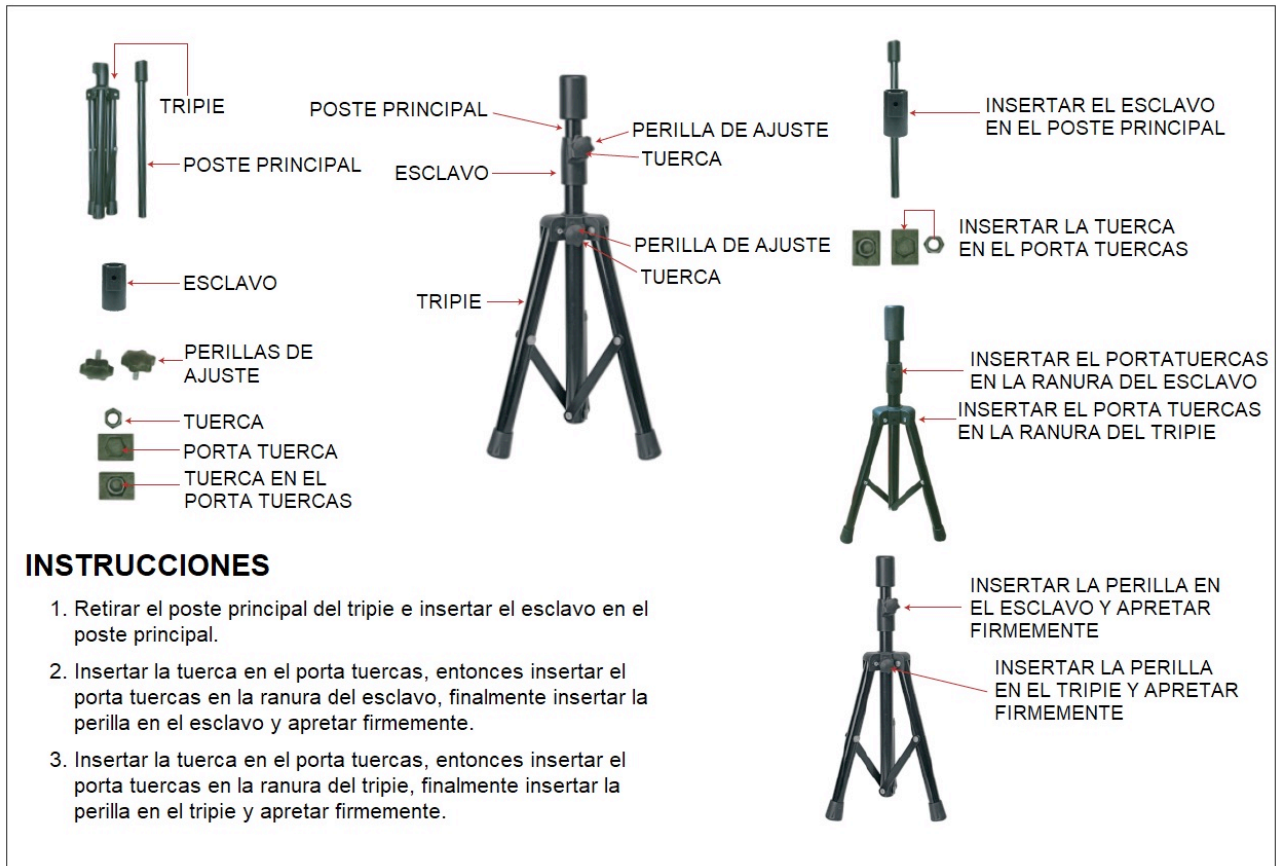 TRIPIE
POSTE PRINCIPAL
ESCLAVO
PERILLAS DE
AJUSTE
TUERCA
PORTA TUERCA
TUERCA EN EL
PORTA TUERCAS
POSTE PRINCIPAL
PERILLA DE AJUSTE
TUERCA
ESCLAVO
PERILLA DE AJUSTE
TUERCA
TRIPIE
INSERTAR EL ESCLAVO
EN EL POSTE PRINCIPAL
INSERTAR LA TUERCA
EN EL PORTA TUERCAS
INSERTAR EL PORTATUERCAS
EN LA RANURA DEL ESCLAVO
INSERTAR EL PORTA TUERCAS
EN LA RANURA DEL TRIPIE
INSERTAR LA PERILLA EN
EL ESCLAVO Y APRETAR
FIRMEMENTE
INSERTAR LA PERILLA
EN EL TRIPIE Y APRETAR
FIRMEMENTE
INSTRUCCIONES
1. Retirar el poste principal del tripie e insertar el esclavo en el
poste principal.
2. Insertar la tuerca en el porta tuercas, entonces insertar el
porta tuercas en la ranura del esclavo, finalmente insertar la
perilla en el esclavo y apretar firmemente.
3. Insertar la tuerca en el porta tuercas, entonces insertar el
porta tuercas en la ranura del tripie, finalmente insertar la
perilla en el tripie y apretar firmemente.